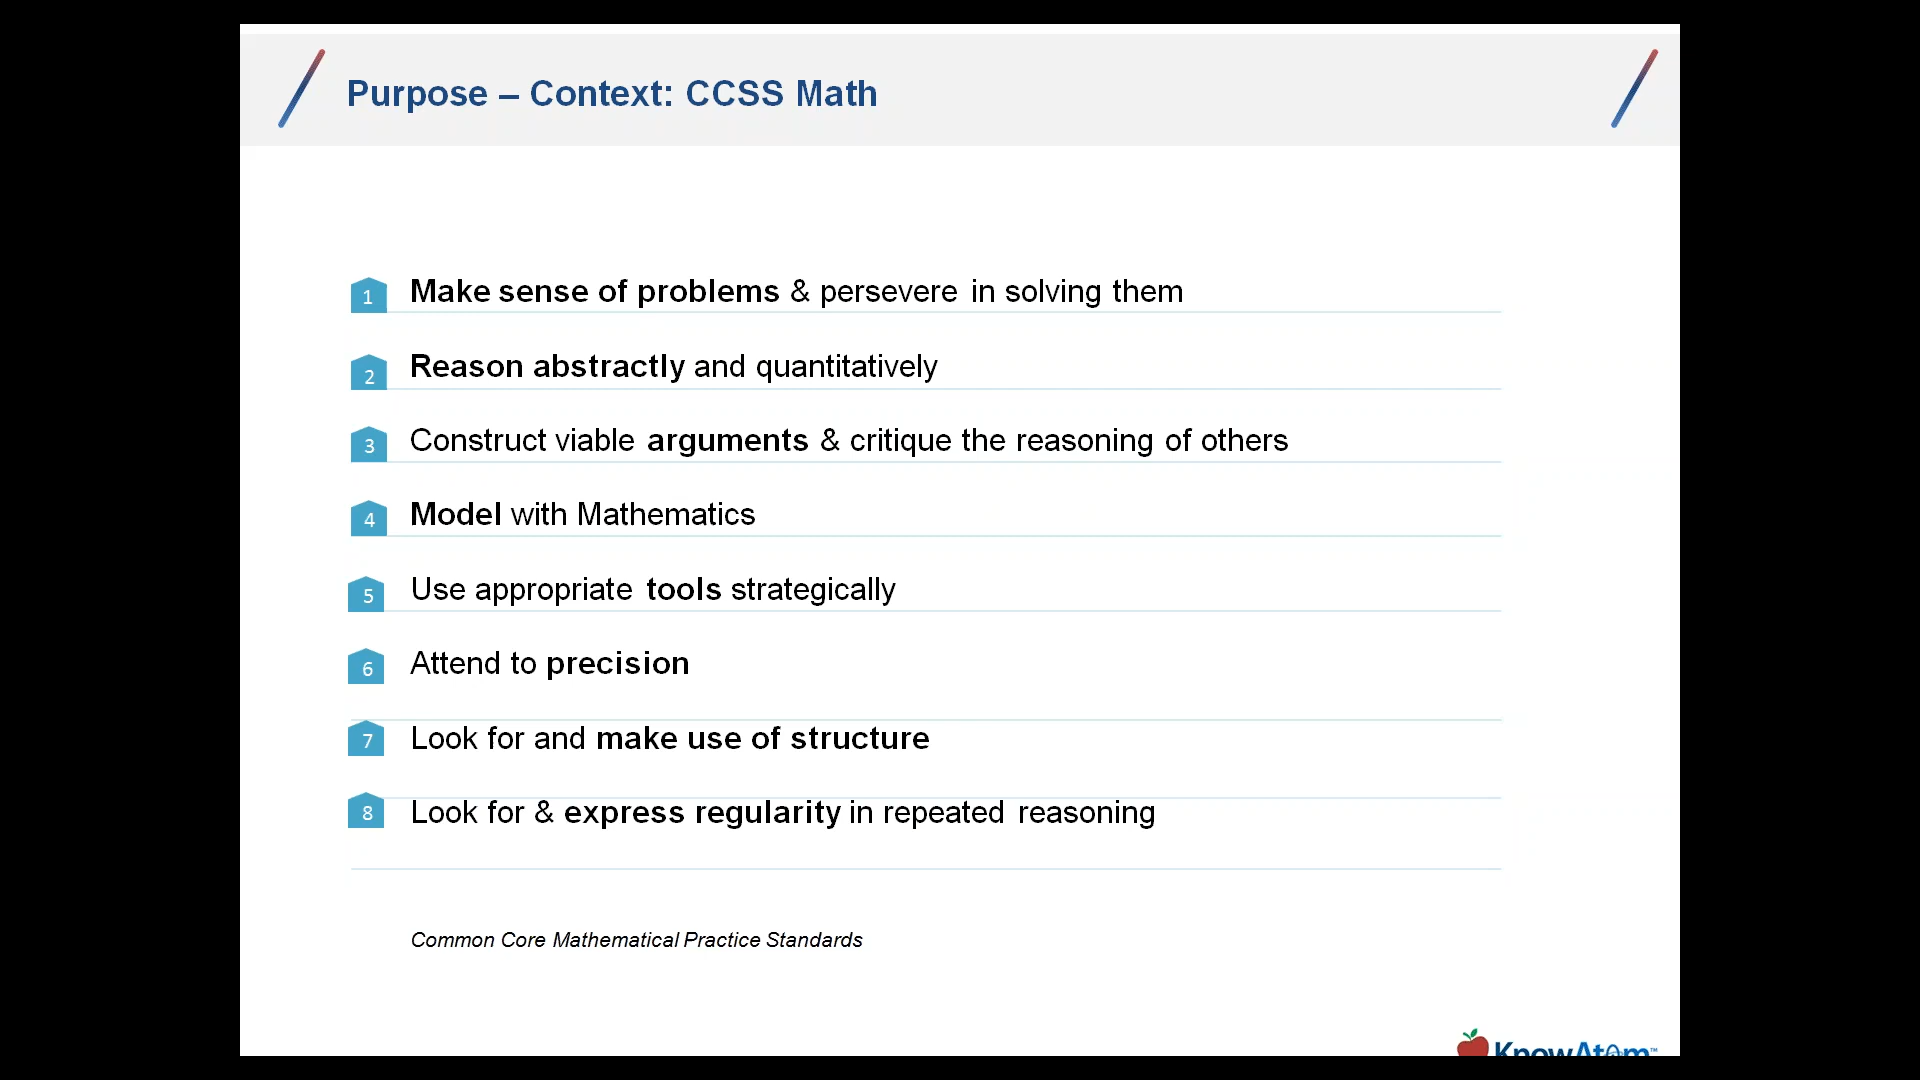 Purpose – Context: CCSS Math
1 Make sense of problems & persevere in solving them
2 Reason abstractly and quantitatively
3 Construct viable arguments & critique the reasoning of others
4 Model with Mathematics
5 Use appropriate tools strategically
6 Attend to precision
7 Look for and make use of structure
8 Look for & express regularity in repeated reasoning
Common Core Mathematical Practice Standards
KnowAtom™